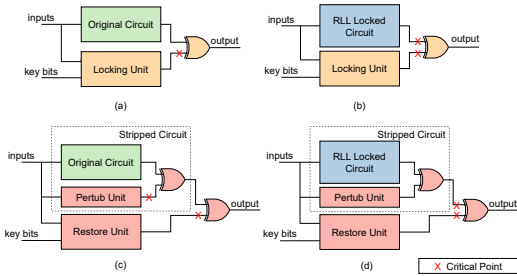 inputs
Original Circuit
output
Locking Unit
key bits
(a)
inputs
RLL Locked
Circuit
output
Locking Unit
key bits
(b)
Stripped Circuit
inputs
Original Circuit
Pertub Unit
output
Restore Unit
key bits
(c)
Stripped Circuit
inputs
RLL Locked
Circuit
Pertub Unit
output
Restore Unit
key bits
(d)
X Critical Point